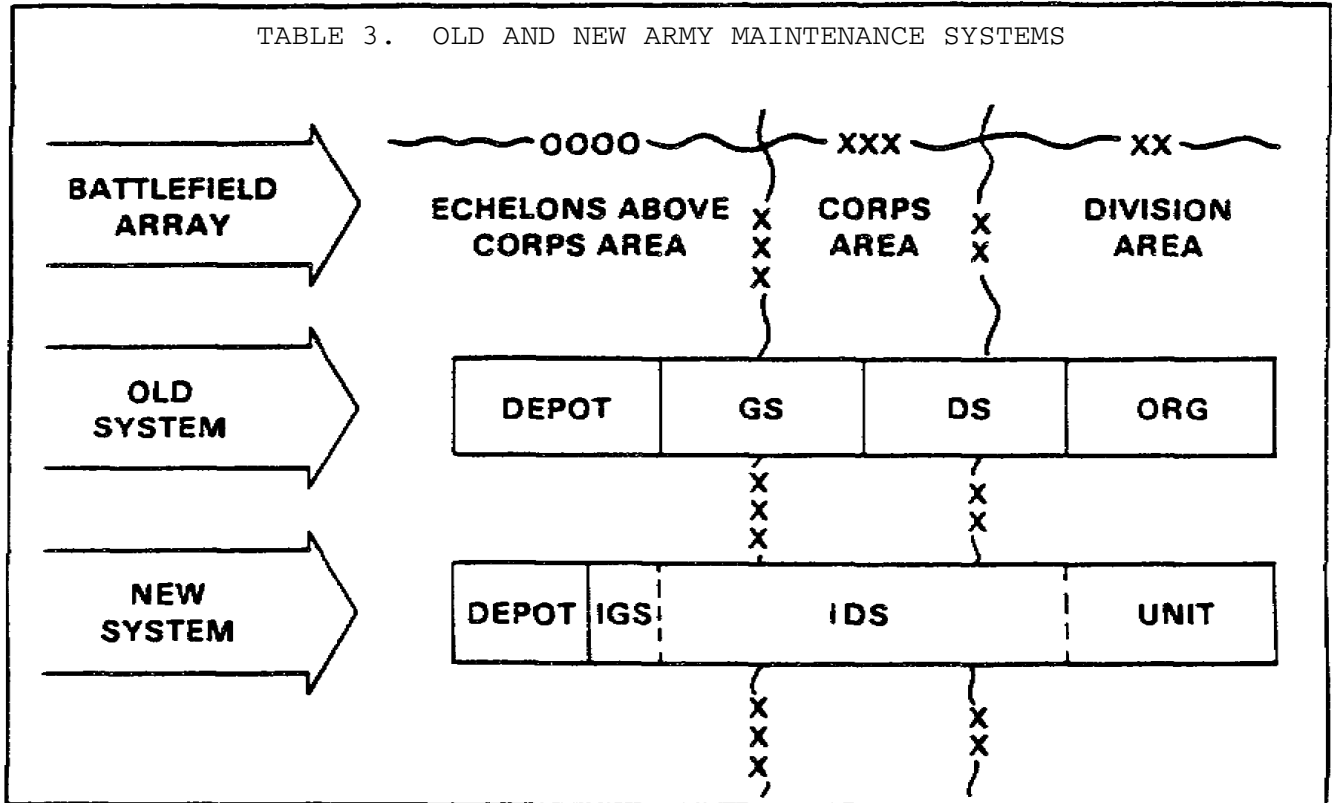 TABLE 3. OLD AND NEW ARMY MAINTENANCE SYSTEMS
OOOO XXX XX
BATTLEFIELD
ARRAY
ECHELONS ABOVE
CORPS AREA
X
X
X
CORPS
AREA
X
X
DIVISION
AREA
OLD
SYSTEM
DEPOT GS DS ORG
X
X
X
X
X
NEW
SYSTEM
DEPOT IGS IDS UNIT
X
X
X
X
X